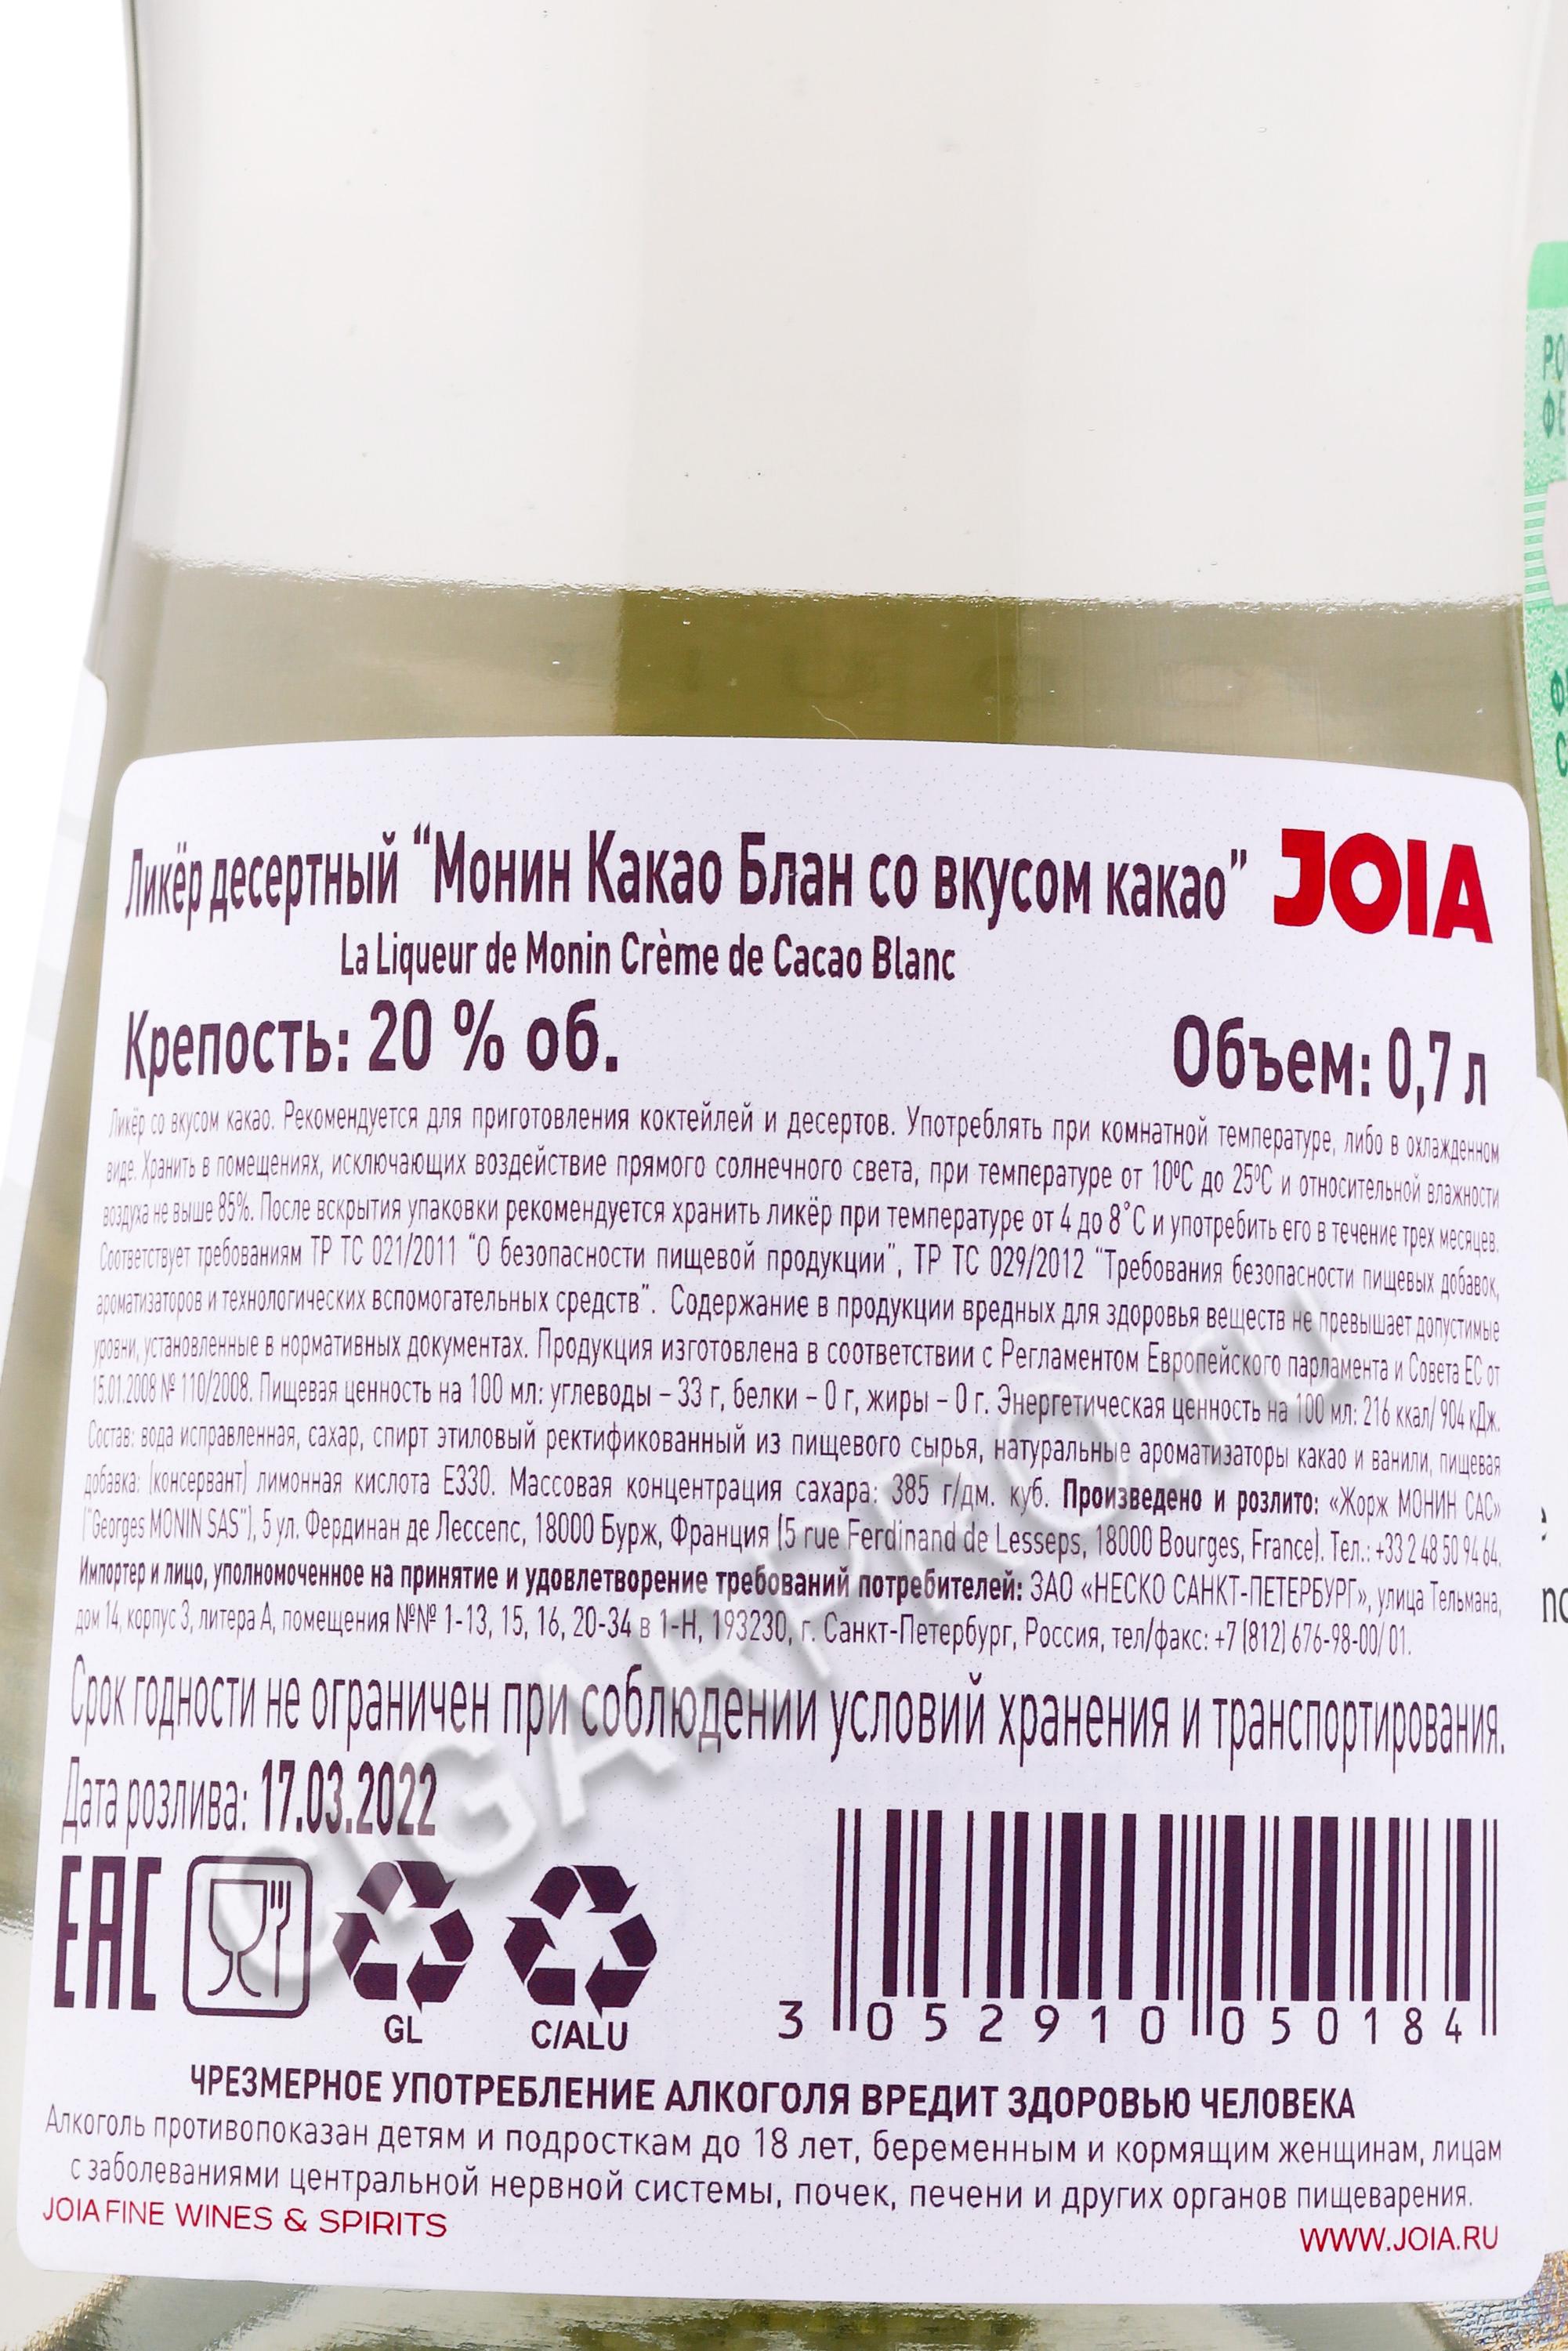 Ликёр десертный “Монин Какао Блан со вкусом какао” JOIA
La Liqueur de Monin Crème de Cacao Blanc
Крепость: 20 % об. Объем: 0,7 л
Ликёр со вкусом какао. Рекомендуется для приготовления коктейлей и десертов. Употреблять при комнатной температуре, либо в охлажденном
виде. Хранить в помещениях, исключающих воздействие прямого солнечного света, при температуре от 10ºС до 25ºС и относительной влажности
воздуха не выше 85%. После вскрытия упаковки рекомендуется хранить ликёр при температуре от 4 до 8˚С и употребить его в течение трех месяцев.
Соответствует требованиям ТР ТС 021/2011 “О безопасности пищевой продукции”, ТР ТС 029/2012 “Требования безопасности пищевых добавок,
ароматизаторов и технологических вспомогательных средств”. Содержание в продукции вредных для здоровья веществ не превышает допустимые
уровни, установленные в нормативных документах. Продукция изготовлена в соответствии с Регламентом Европейского парламента и Совета ЕС от
15.01.2008 № 110/2008. Пищевая ценность на 100 мл: углеводы – 33 г, белки – 0 г, жиры – 0 г. Энергетическая ценность на 100 мл: 216 ккал/ 904 кДж.
Состав: вода исправленная, сахар, спирт этиловый ректификованный из пищевого сырья, натуральные ароматизаторы какао и ванили, пищевая
добавка: (консервант) лимонная кислота Е330. Массовая концентрация сахара: 385 г/дм. куб. Произведено и розлито: «Жорж МОНИН САС»
("Georges MONIN SAS"), 5 ул. Фердинан де Лессепс, 18000 Бурж, Франция (5 rue Ferdinand de Lesseps, 18000 Bourges, France). Тел.: +33 2 48 50 94 64.
Импортер и лицо, уполномоченное на принятие и удовлетворение требований потребителей: ЗАО «НЕСКО САНКТ-ПЕТЕРБУРГ», улица Тельмана,
дом 14, корпус 3, литера А, помещения №№ 1-13, 15, 16, 20-34 в 1-Н, 193230, г. Санкт-Петербург, Россия, тел/факс: +7 (812) 676-98-00/ 01.
Срок годности не ограничен при соблюдении условий хранения и транспортирования.
Дата розлива: 17.03.2022
EAC
GL C/ALU
3 052910 050184
ЧРЕЗМЕРНОЕ УПОТРЕБЛЕНИЕ АЛКОГОЛЯ ВРЕДИТ ЗДОРОВЬЮ ЧЕЛОВЕКА
Алкоголь противопоказан детям и подросткам до 18 лет, беременным и кормящим женщинам, лицам
с заболеваниями центральной нервной системы, почек, печени и других органов пищеварения.
JOIA FINE WINES & SPIRITS WWW.JOIA.RU
CIGARPRO.ru